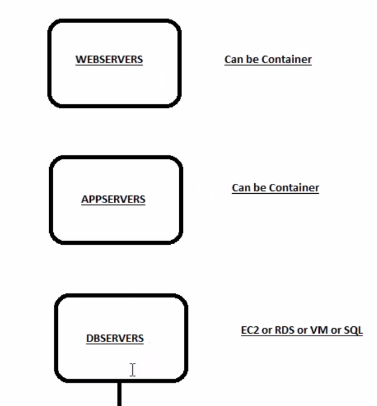 WEBSERVERS
Can be Container
APPSERVERS
Can be Container
DBSERVERS
EC2 or RDS or VM or SQL